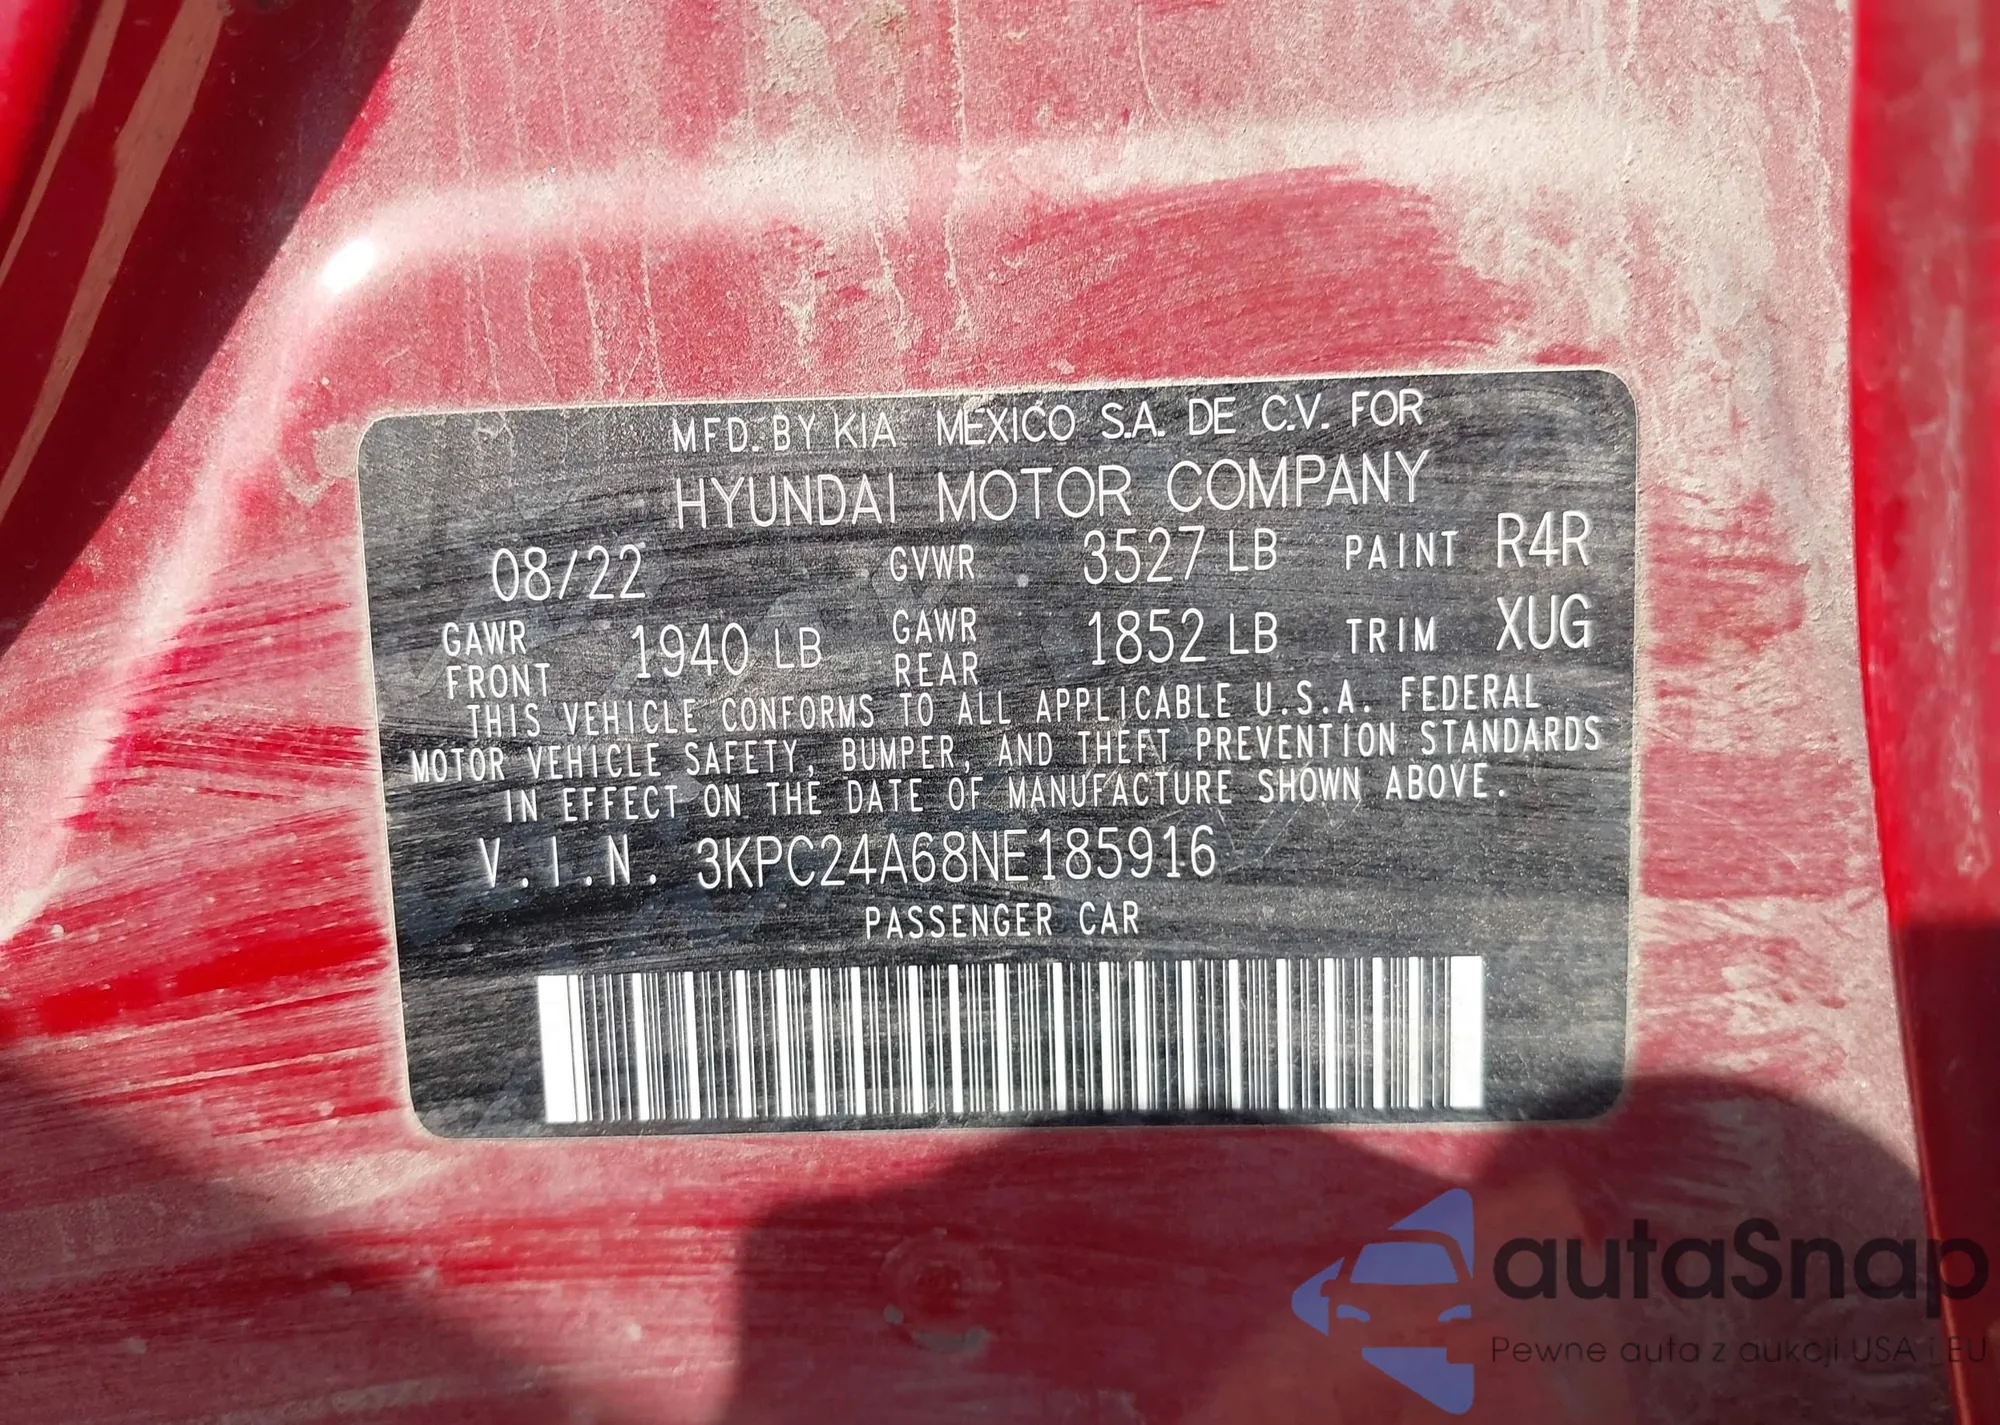 MFD. BY KIA MEXICO S.A. DE C.V. FOR
HYUNDAI MOTOR COMPANY
08/22 GVWR 3527 LB PAINT R4R
GAWR FRONT 1940 LB GAWR REAR 1852 LB TRIM XUG
THIS VEHICLE CONFORMS TO ALL APPLICABLE U.S.A. FEDERAL
MOTOR VEHICLE SAFETY, BUMPER, AND THEFT PREVENTION STANDARDS
IN EFFECT ON THE DATE OF MANUFACTURE SHOWN ABOVE.
V.I.N. 3KPC24A68NE185916
PASSENGER CAR
autaSnap
Pewne auta z aukcji USA i EU